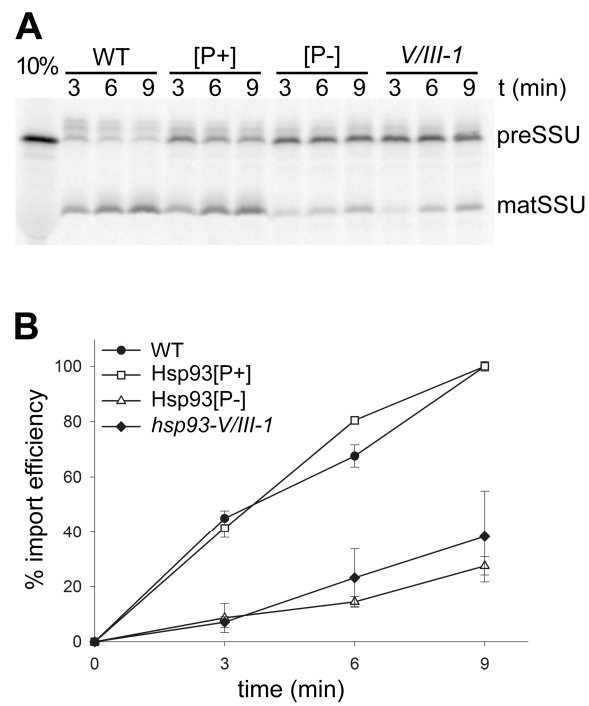 A
10% WT [P+] [P-] V/III-1
3 6 9 3 6 9 3 6 9 3 6 9 t (min)
preSSU
matSSU
B
WT
Hsp93[P+]
Hsp93[P-]
hsp93-V/III-1
% import efficiency
100
80
60
40
20
0
0 3 6 9
time (min)